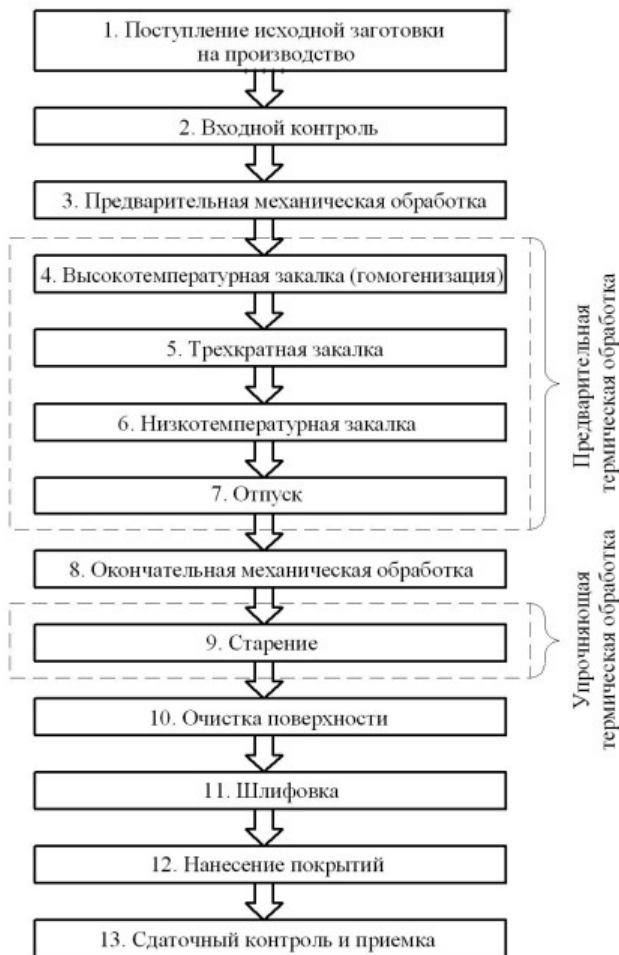 1. Поступление исходной заготовки
на производство
2. Входной контроль
3. Предварительная механическая обработка
4. Высокотемпературная закалка (гомогенизация)
5. Трехкратная закалка
6. Низкотемпературная закалка
7. Отпуск
Предварительная
термическая обработка
8. Окончательная механическая обработка
9. Старение
Упрочняющая
термическая обработка
10. Очистка поверхности
11. Шлифовка
12. Нанесение покрытий
13. Сдаточный контроль и приемка